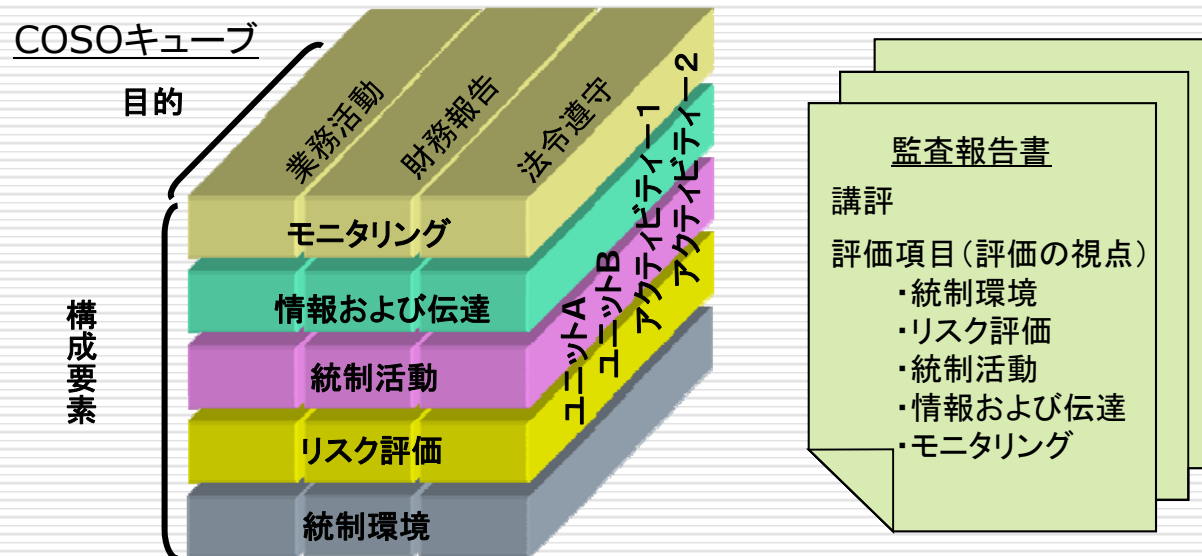 COSOキューブ
目的
業務活動
財務報告
法令遵守
構成要素
モニタリング
情報および伝達
統制活動
リスク評価
統制環境
ユニットA
ユニットB
アクティビティー1
アクティビティー2
監査報告書
講評
評価項目(評価の視点)
・統制環境
・リスク評価
・統制活動
・情報および伝達
・モニタリング